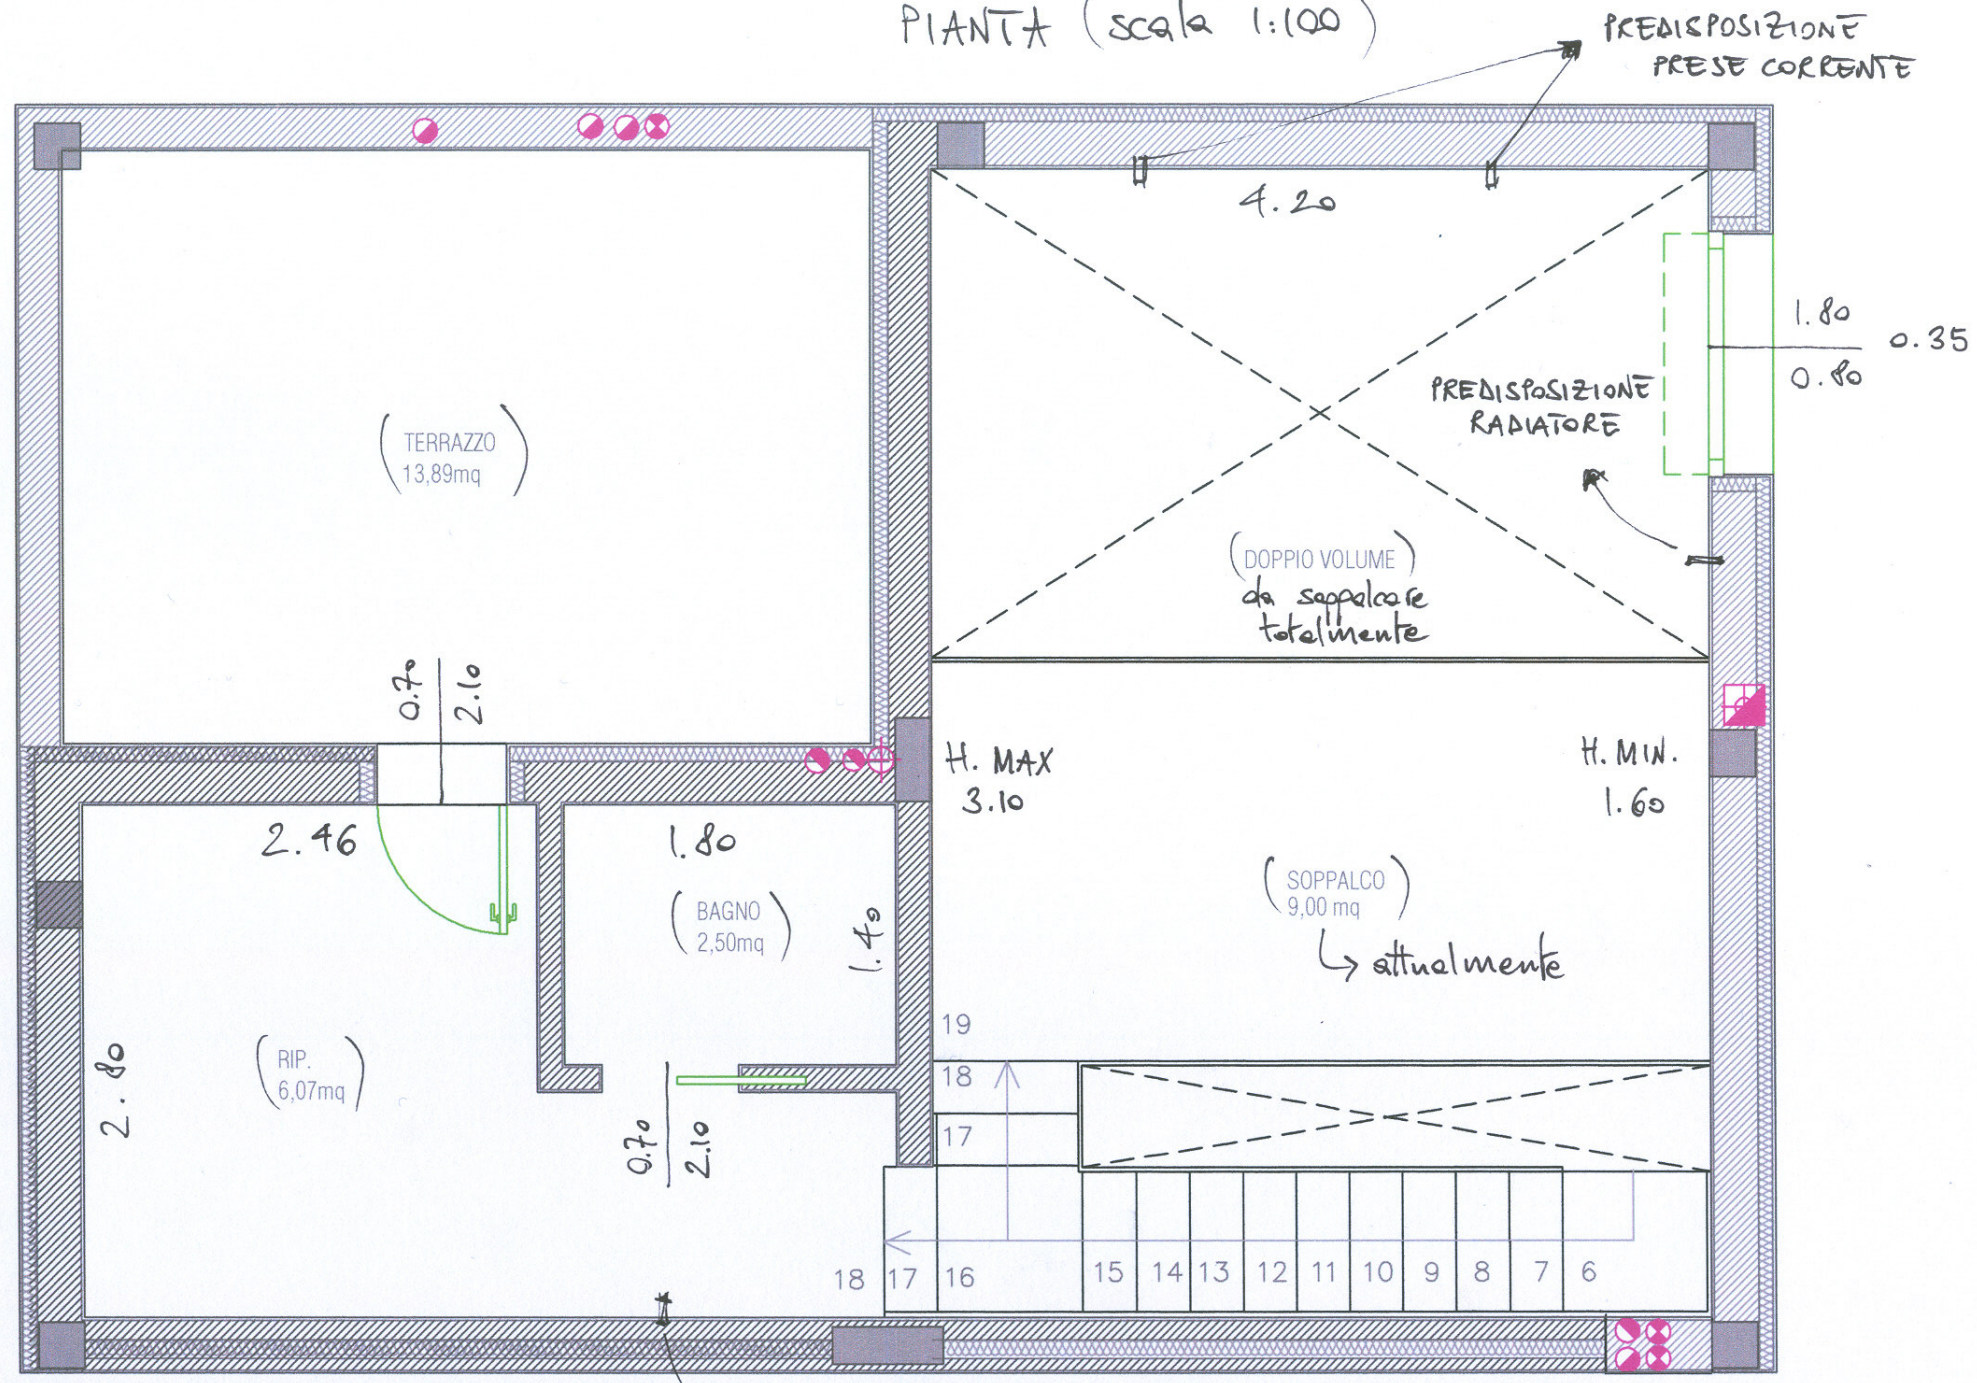 PIANTA (scala 1:100)
PREDISPOSIZIONE
PRESE CORRENTE
4.20
1.80
0.80
0.35
PREDISPOSIZIONE
RADIATORE
(TERRAZZO
13,89mq)
(DOPPIO VOLUME)
da soppalcare
totalmente
0.70
2.10
H. MAX
3.10
H. MIN.
1.60
2.46
1.80
(BAGNO
2,50mq)
1.40
(SOPPALCO
9,00 mq)
attualmente
2.80
(RIP.
6,07mq)
0.70
2.10
19
18
17
18 17 16 15 14 13 12 11 10 9 8 7 6